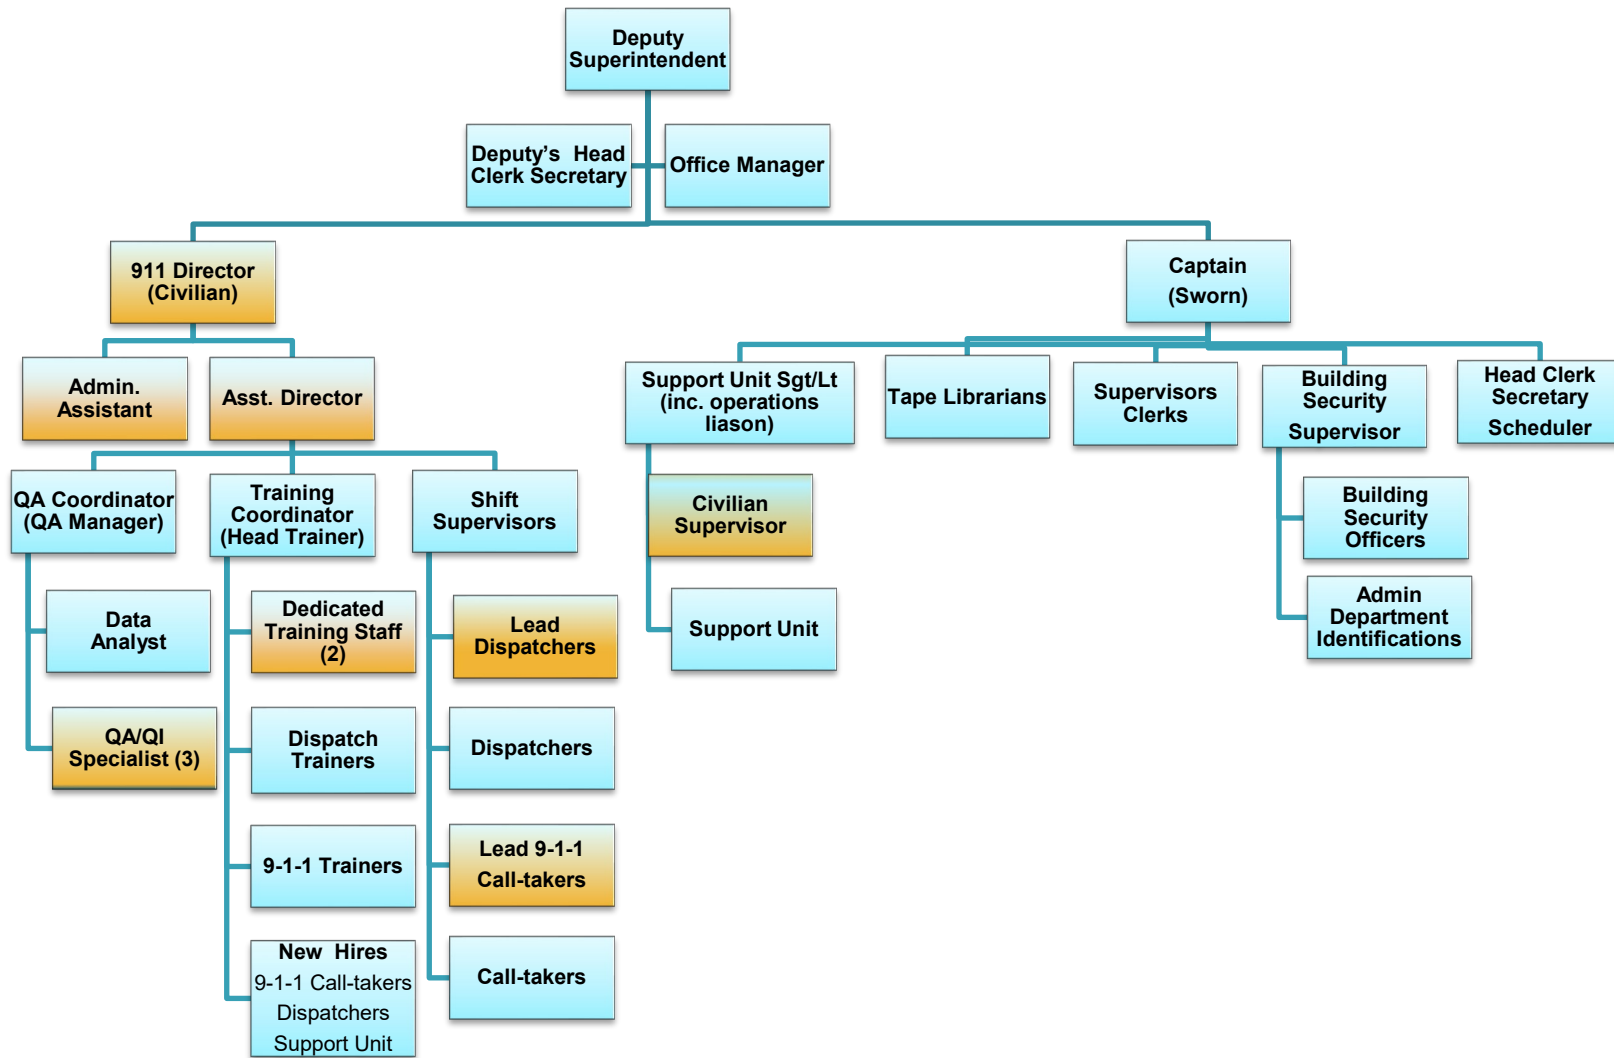 Deputy
Superintendent
Deputy’s Head
Clerk Secretary
Office Manager
911 Director
(Civilian)
Captain
(Sworn)
Admin.
Assistant
Asst. Director
Support Unit Sgt/Lt
(inc. operations
liason)
Tape Librarians
Supervisors
Clerks
Building
Security
Supervisor
Head Clerk
Secretary
Scheduler
QA Coordinator
(QA Manager)
Training
Coordinator
(Head Trainer)
Shift
Supervisors
Civilian
Supervisor
Building
Security
Officers
Data
Analyst
Dedicated
Training Staff
(2)
Lead
Dispatchers
Support Unit
Admin
Department
Identifications
QA/QI
Specialist (3)
Dispatch
Trainers
Dispatchers
9-1-1 Trainers
Lead 9-1-1
Call-takers
New Hires
9-1-1 Call-takers
Dispatchers
Support Unit
Call-takers